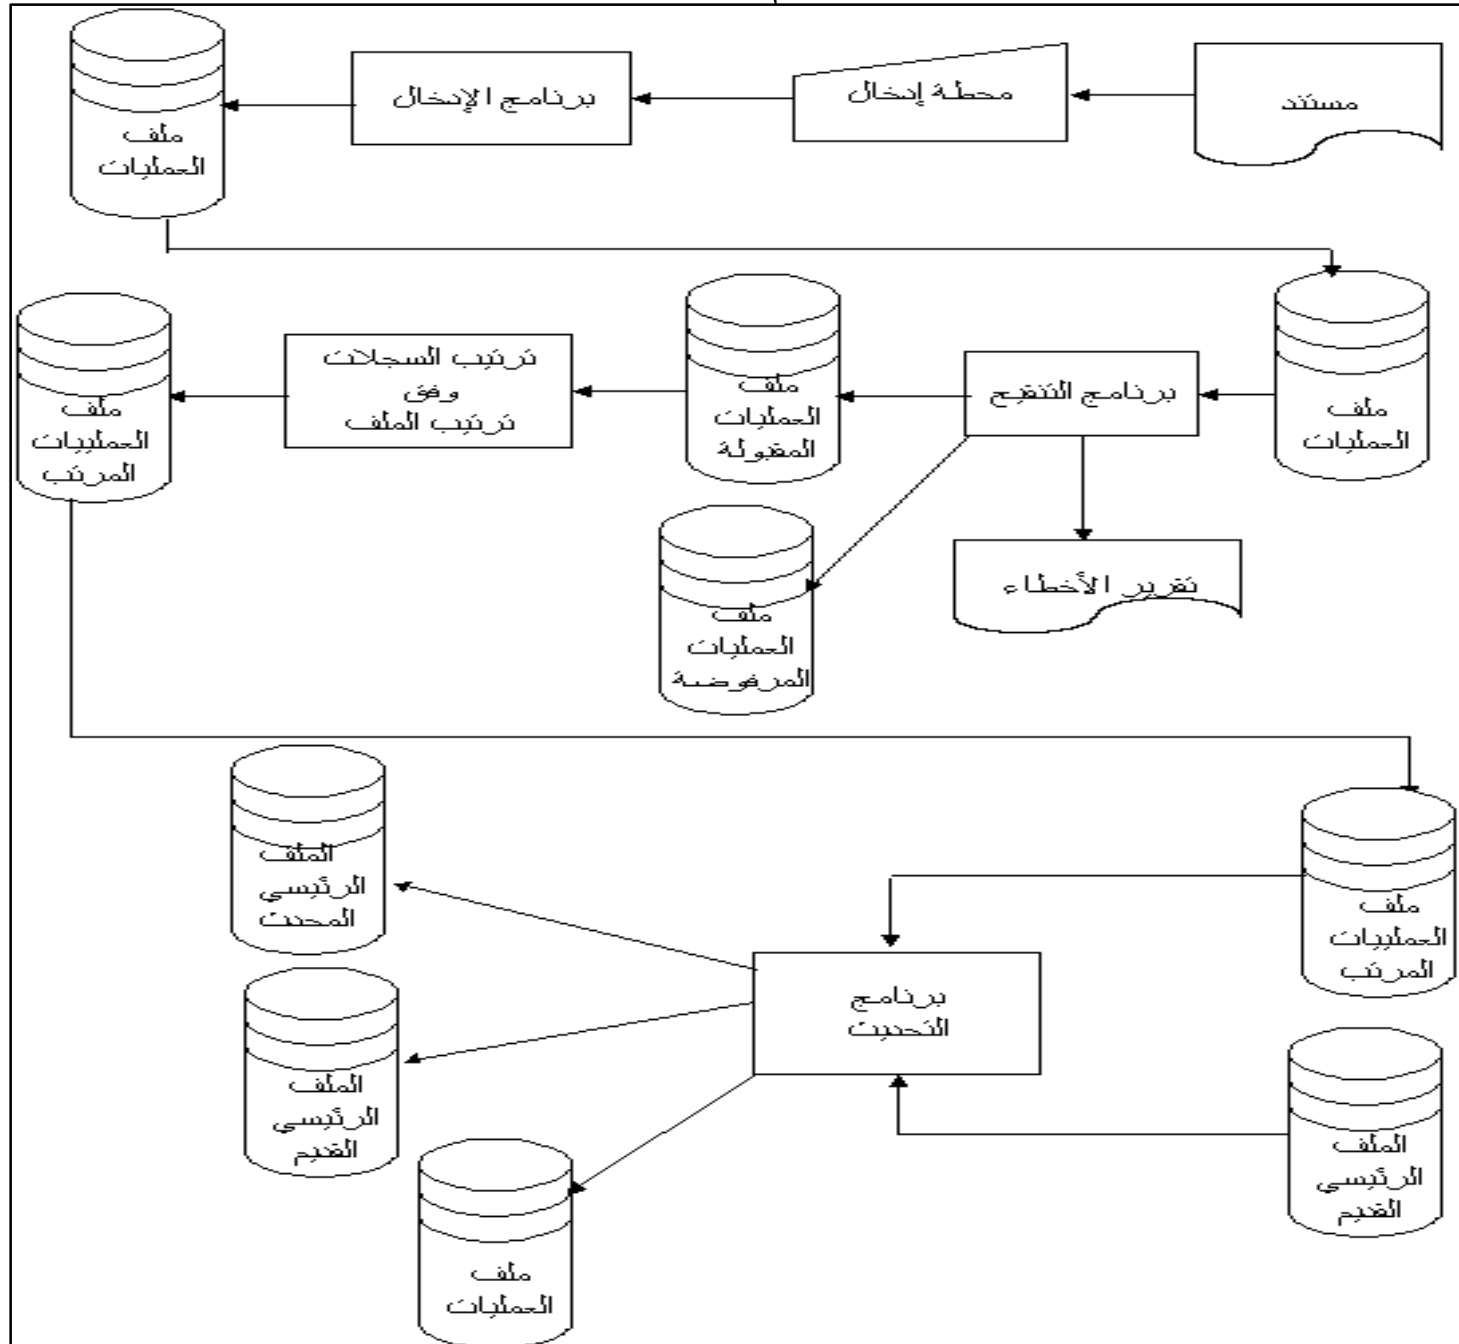 مستند
محطة إدخال
برنامج الإدخال
ملف
العمليات
ملف
العمليات
برنامج التنقيح
ملف
العمليات
المقبولة
ترتيب السجلات
وفق
ترتيب الملف
ملف
العمليات
المرتب
تقرير الأخطاء
ملف
العمليات
المرفوضة
ملف
العمليات
المرتب
الملف
الرئيسي
القديم
برنامج
التحديث
الملف
الرئيسي
المحدث
الملف
الرئيسي
القديم
ملف
العمليات